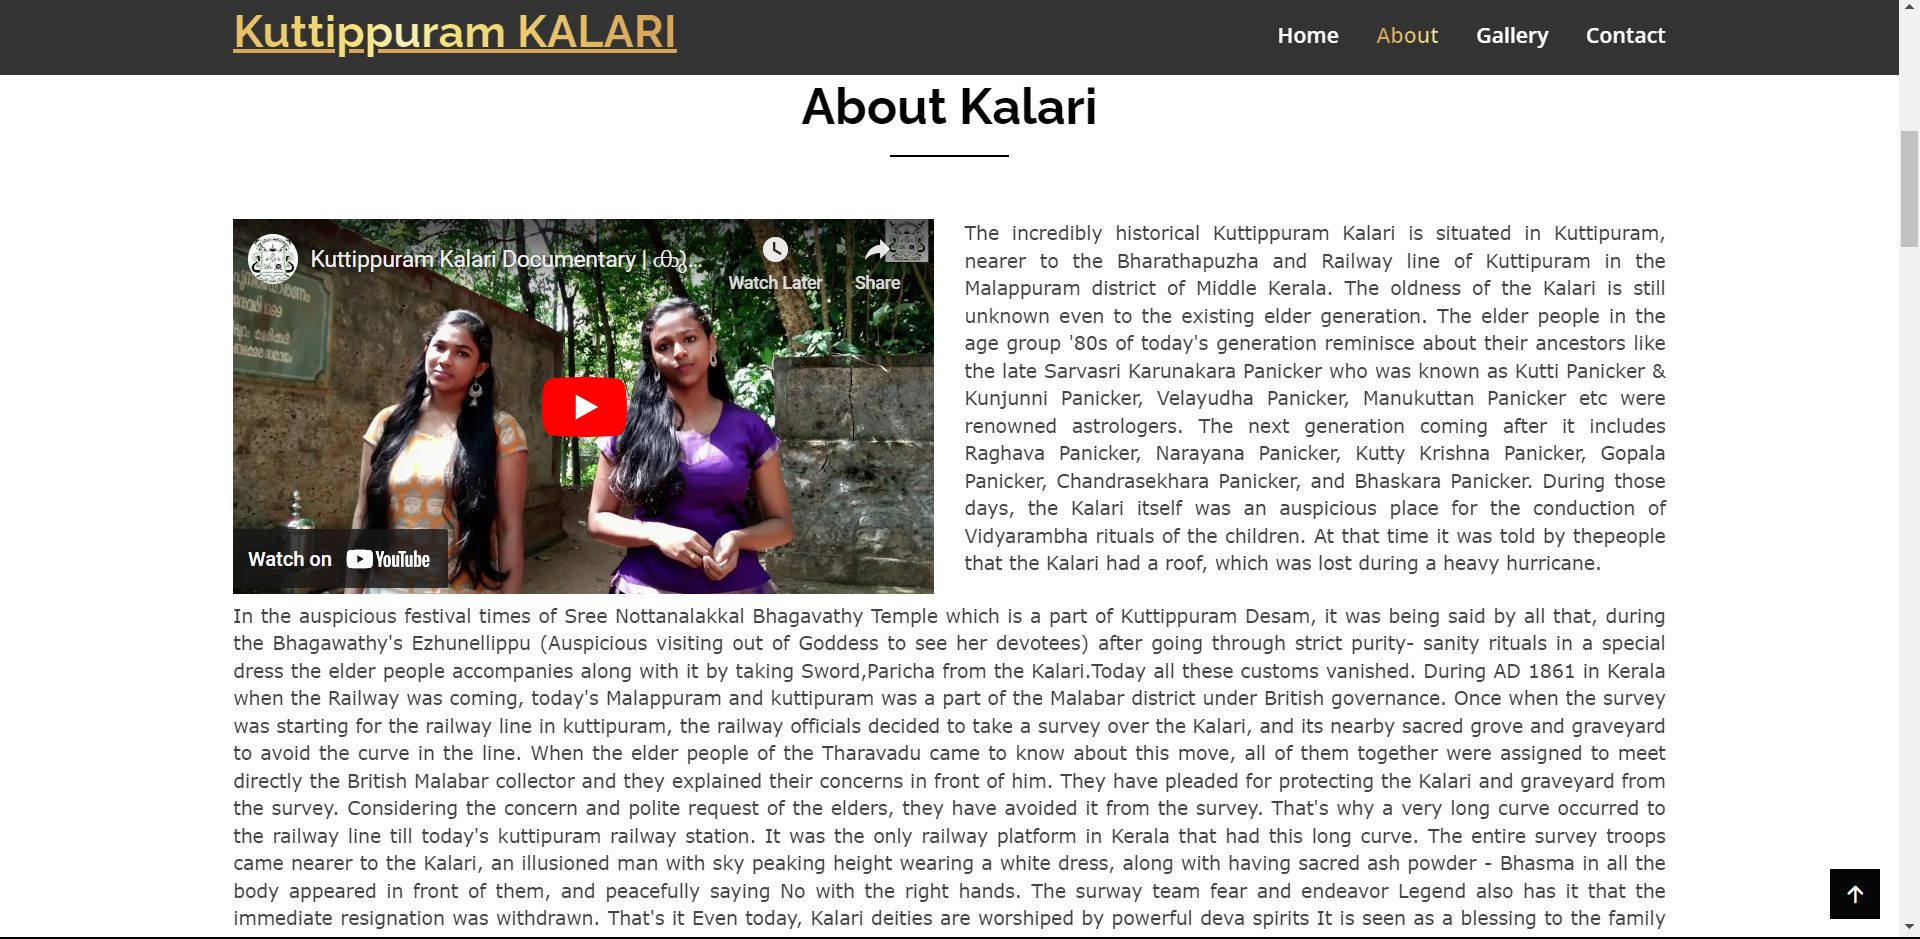 Kuttippuram KALARI
Home About Gallery Contact
About Kalari
Kuttippuram Kalari Documentary | കു...
Watch Later
Share
Watch on YouTube
The incredibly historical Kuttippuram Kalari is situated in Kuttipuram,
nearer to the Bharathapuzha and Railway line of Kuttipuram in the
Malappuram district of Middle Kerala. The oldness of the Kalari is still
unknown even to the existing elder generation. The elder people in the
age group '80s of today's generation reminisce about their ancestors like
the late Sarvasri Karunakara Panicker who was known as Kutti Panicker &
Kunjunni Panicker, Velayudha Panicker, Manukuttan Panicker etc were
renowned astrologers. The next generation coming after it includes
Raghava Panicker, Narayana Panicker, Kutty Krishna Panicker, Gopala
Panicker, Chandrasekhara Panicker, and Bhaskara Panicker. During those
days, the Kalari itself was an auspicious place for the conduction of
Vidyarambha rituals of the children. At that time it was told by thepeople
that the Kalari had a roof, which was lost during a heavy hurricane.
In the auspicious festival times of Sree Nottanalakkal Bhagavathy Temple which is a part of Kuttippuram Desam, it was being said by all that, during
the Bhagawathy's Ezhunellippu (Auspicious visiting out of Goddess to see her devotees) after going through strict purity- sanity rituals in a special
dress the elder people accompanies along with it by taking Sword,Paricha from the Kalari.Today all these customs vanished. During AD 1861 in Kerala
when the Railway was coming, today's Malappuram and kuttipuram was a part of the Malabar district under British governance. Once when the survey
was starting for the railway line in kuttipuram, the railway officials decided to take a survey over the Kalari, and its nearby sacred grove and graveyard
to avoid the curve in the line. When the elder people of the Tharavadu came to know about this move, all of them together were assigned to meet
directly the British Malabar collector and they explained their concerns in front of him. They have pleaded for protecting the Kalari and graveyard from
the survey. Considering the concern and polite request of the elders, they have avoided it from the survey. That's why a very long curve occurred to
the railway line till today's kuttipuram railway station. It was the only railway platform in Kerala that had this long curve. The entire survey troops
came nearer to the Kalari, an illusioned man with sky peaking height wearing a white dress, along with having sacred ash powder - Bhasma in all the
body appeared in front of them, and peacefully saying No with the right hands. The surway team fear and endeavor Legend also has it that the
immediate resignation was withdrawn. That's it Even today, Kalari deities are worshiped by powerful deva spirits It is seen as a blessing to the family